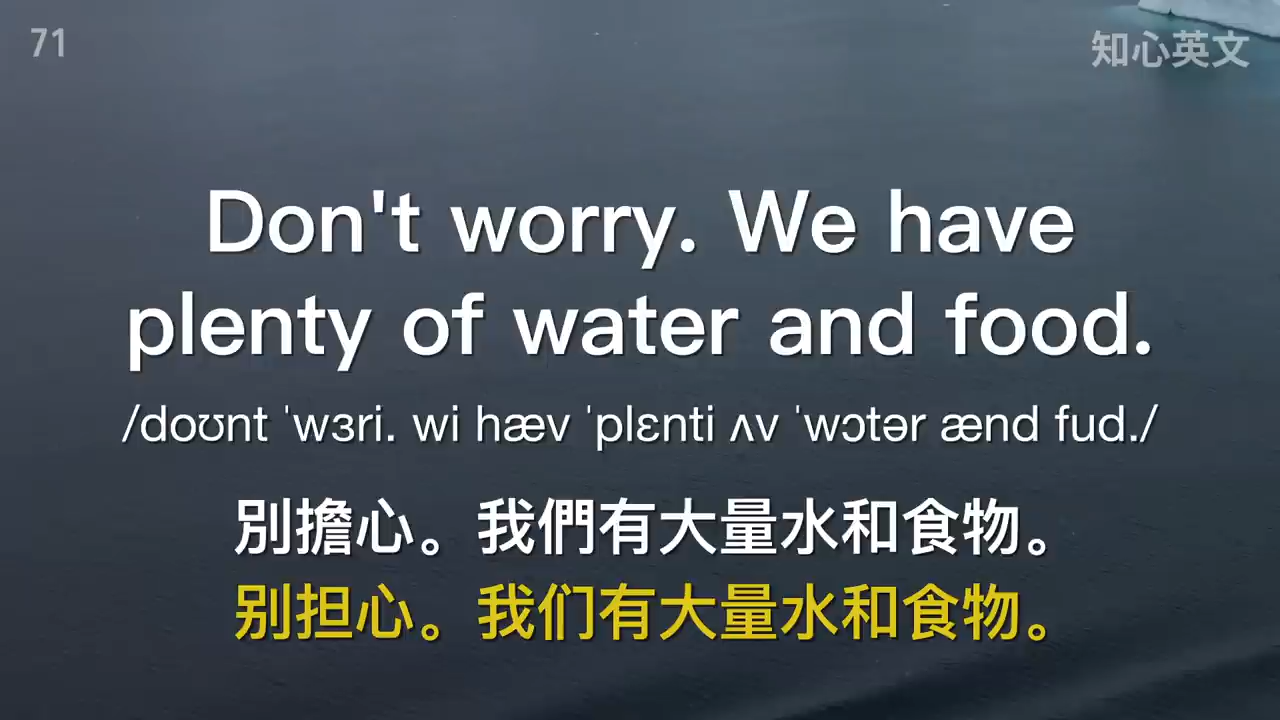 71
知心英文
Don't worry. We have
plenty of water and food.
/doʊnt ˈwɜri. wi hæv ˈplɛnti ʌv ˈwɔtər ænd fud./
別擔心。我們有大量水和食物。
别担心。我们有大量水和食物。